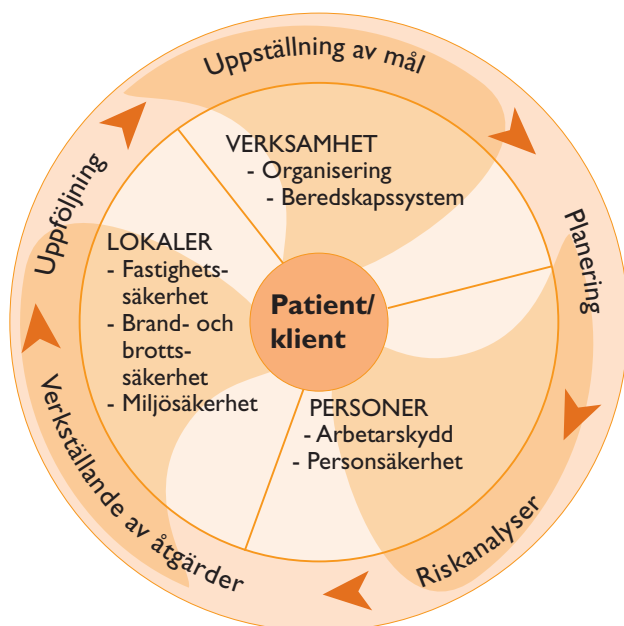 Uppställning av mål
Planering
Riskanalyser
Verkställande av åtgärder
Uppföljning
VERKSAMHET
- Organisering
- Beredskapssystem
LOKALER
- Fastighets-
säkerhet
- Brand- och
brotts-
säkerhet
- Miljösäkerhet
Patient/
klient
PERSONER
- Arbetarskydd
- Personsäkerhet